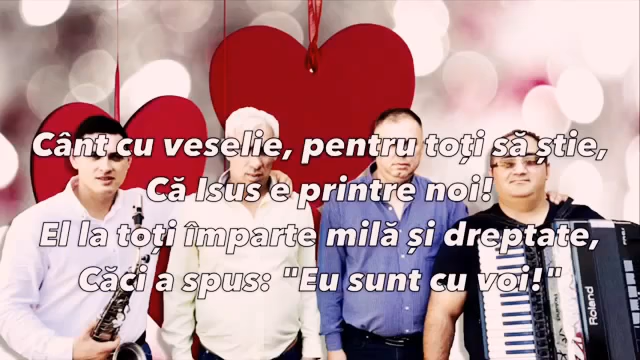 Cânt cu veselie, pentru toți să știe,
Că Isus e printre noi!
El la toți împarte milă și dreptate,
Căci a spus: "Eu sunt cu voi!"
Roland